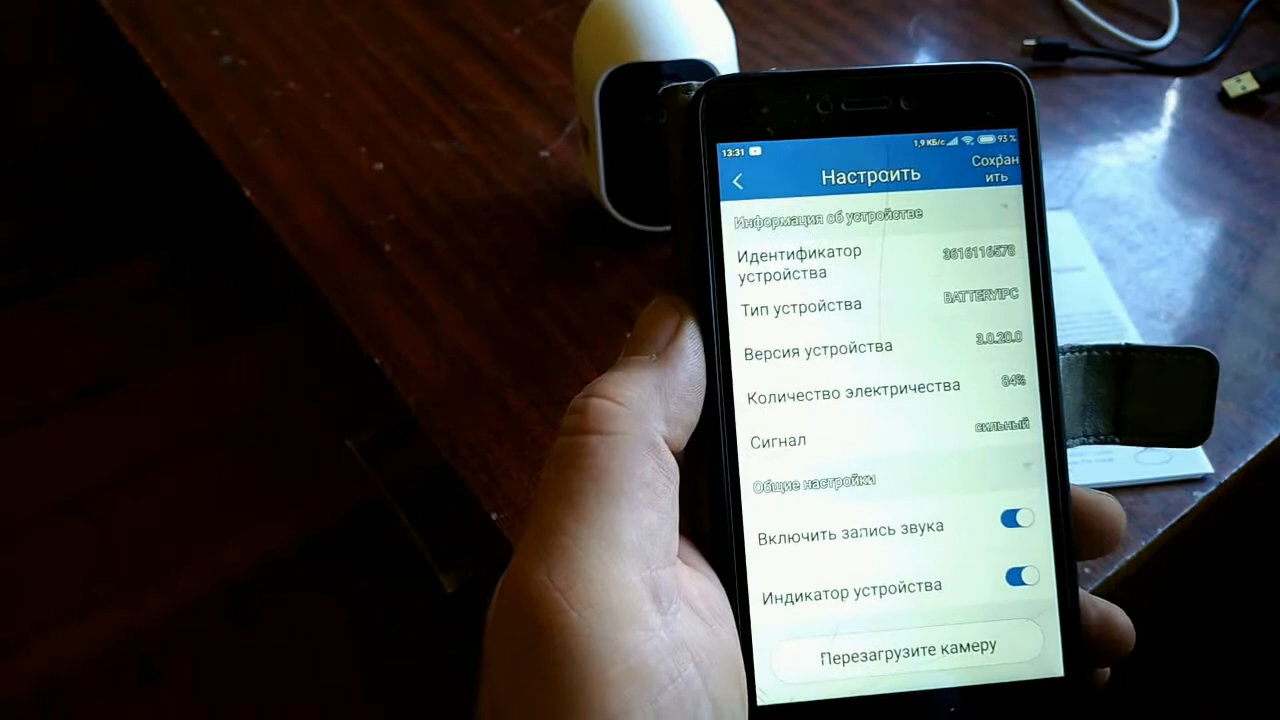 13:31 1,9 КБ/с 93 %
Настроить
Сохран
ить
Информация об устройстве
Идентификатор
устройства
3616116578
Тип устройства BATTERYIPC
Версия устройства 3.0.20.0
Количество электричества 84%
Сигнал сильный
Общие настройки
Включить запись звука
Индикатор устройства
Перезагрузите камеру